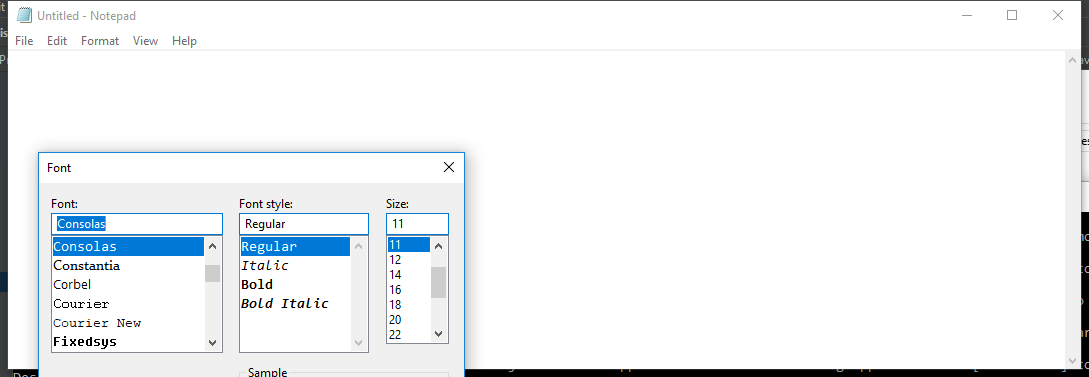 Untitled - Notepad
File Edit Format View Help
Font
Font: Font style: Size:
Consolas Regular 11
Consolas Regular 11
Constantia Italic 12
Corbel Bold 14
Courier Bold Italic 16
Courier New 18
Fixedsys 20
22
Sample